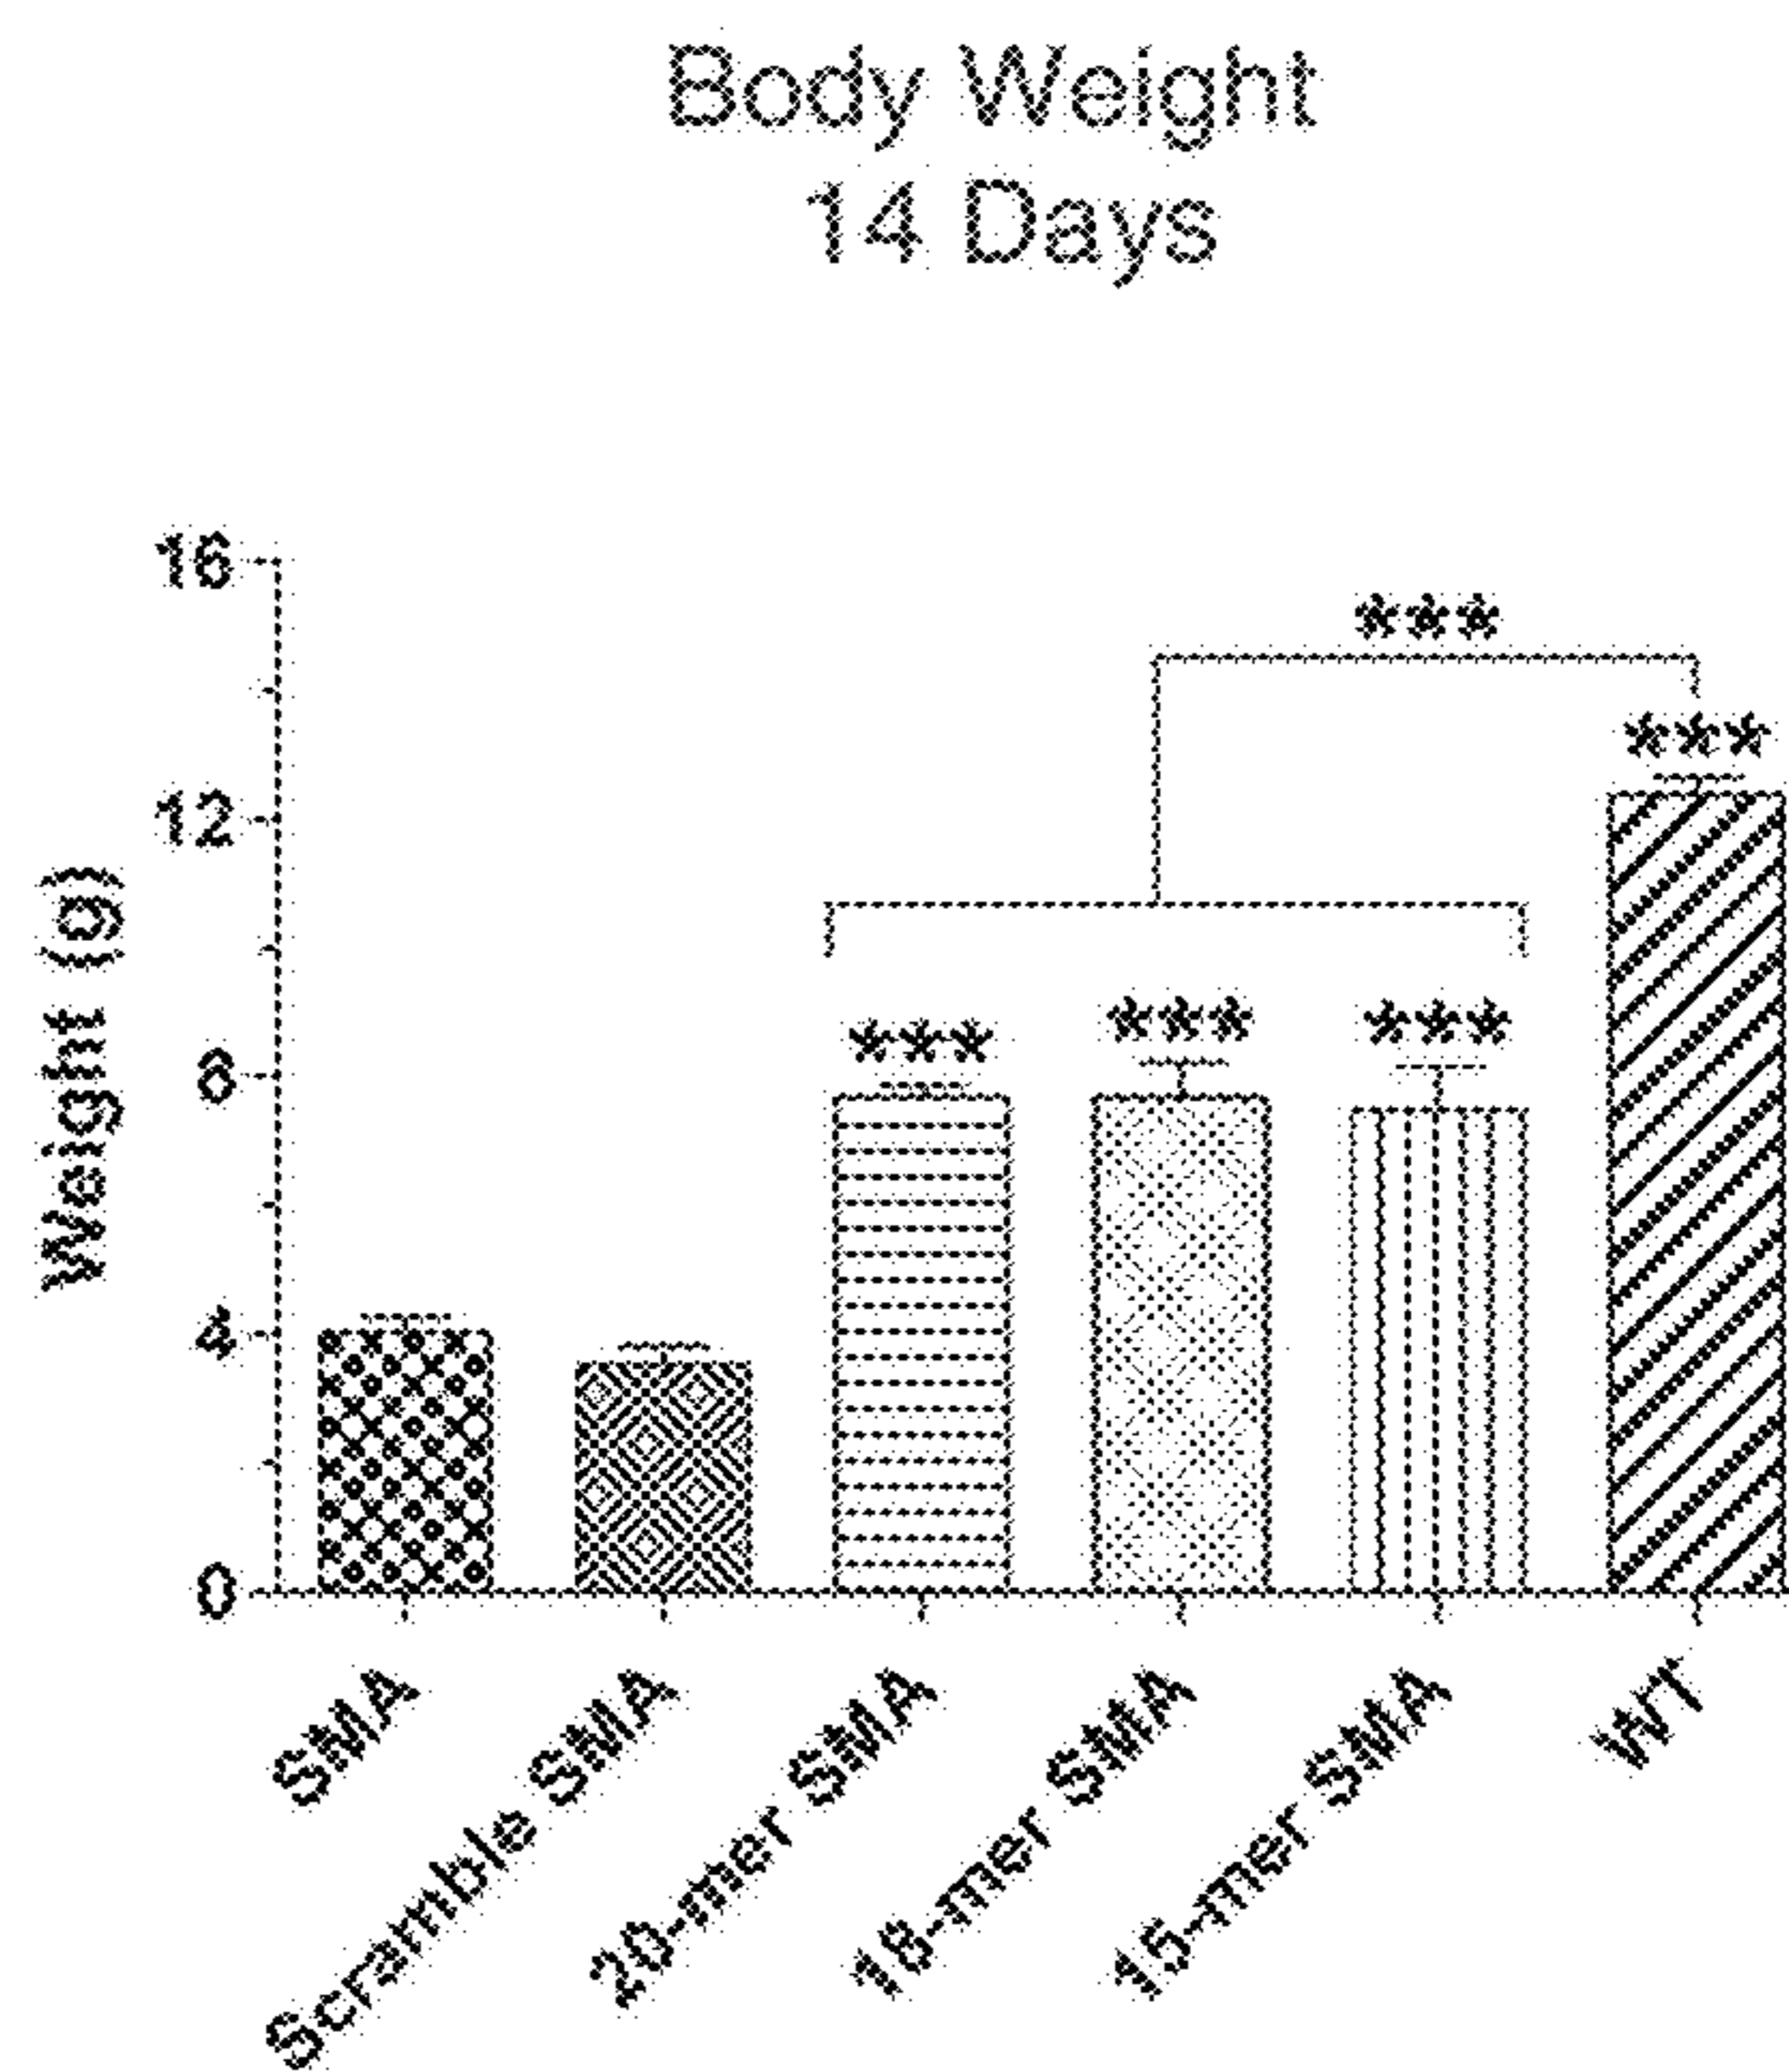 Body Weight
14 Days
Weight (g)
16
12
8
4
0
***
***
***
***
***
SMA
Scramble SMA
20-mer SMA
18-mer SMA
15-mer SMA
WT